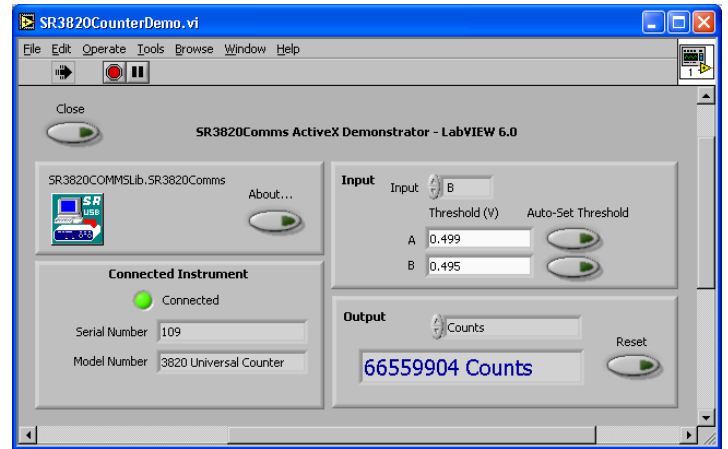 SR3820CounterDemo.vi
File Edit Operate Tools Browse Window Help
1
Close
SR3820Comms ActiveX Demonstrator - LabVIEW 6.0
SR3820COMMSLib.SR3820Comms
SR
USB
About...
Connected Instrument
Connected
Serial Number 109
Model Number 3820 Universal Counter
Input
Input B
Threshold (V) Auto-Set Threshold
A 0.499
B 0.495
Output
Counts
Reset
66559904 Counts